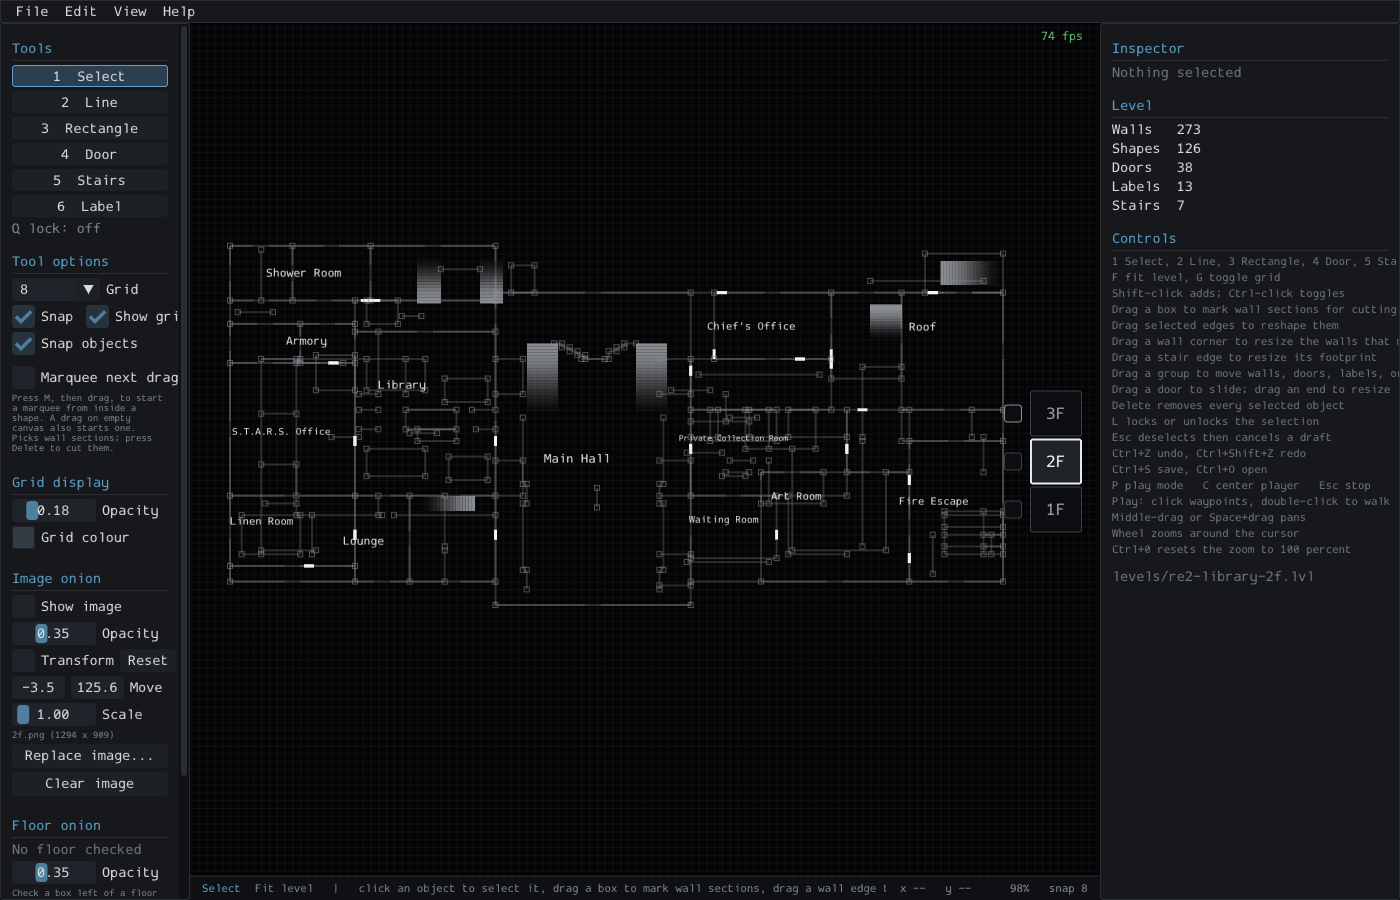 File Edit View Help
Tools
1 Select
2 Line
3 Rectangle
4 Door
5 Stairs
6 Label
Q lock: off
Tool options
8 ▼ Grid
Snap Show gri
Snap objects
Marquee next drag
Press M, then drag, to start
a marquee from inside a
shape. A drag on empty
canvas also starts one.
Picks wall sections; press
Delete to cut them.
Grid display
0.18 Opacity
Grid colour
Image onion
Show image
0.35 Opacity
Transform Reset
-3.5 125.6 Move
1.00 Scale
2f.png (1294 x 909)
Replace image...
Clear image
Floor onion
No floor checked
0.35 Opacity
Check a box left of a floor
74 fps
Shower Room
Armory
Library
S.T.A.R.S. Office
Linen Room
Lounge
Main Hall
Chief's Office
Roof
Private Collection Room
Art Room
Waiting Room
Fire Escape
3F
2F
1F
Select Fit level | click an object to select it, drag a box to mark wall sections, drag a wall edge t x -- y -- 98% snap 8
Inspector
Nothing selected
Level
Walls 273
Shapes 126
Doors 38
Labels 13
Stairs 7
Controls
1 Select, 2 Line, 3 Rectangle, 4 Door, 5 Sta
F fit level, G toggle grid
Shift-click adds; Ctrl-click toggles
Drag a box to mark wall sections for cutting
Drag selected edges to reshape them
Drag a wall corner to resize the walls that
Drag a stair edge to resize its footprint
Drag a group to move walls, doors, labels, o
Drag a door to slide; drag an end to resize
Delete removes every selected object
L locks or unlocks the selection
Esc deselects then cancels a draft
Ctrl+Z undo, Ctrl+Shift+Z redo
Ctrl+S save, Ctrl+O open
P play mode C center player Esc stop
Play: click waypoints, double-click to walk
Middle-drag or Space+drag pans
Wheel zooms around the cursor
Ctrl+0 resets the zoom to 100 percent
levels/re2-library-2f.lvl